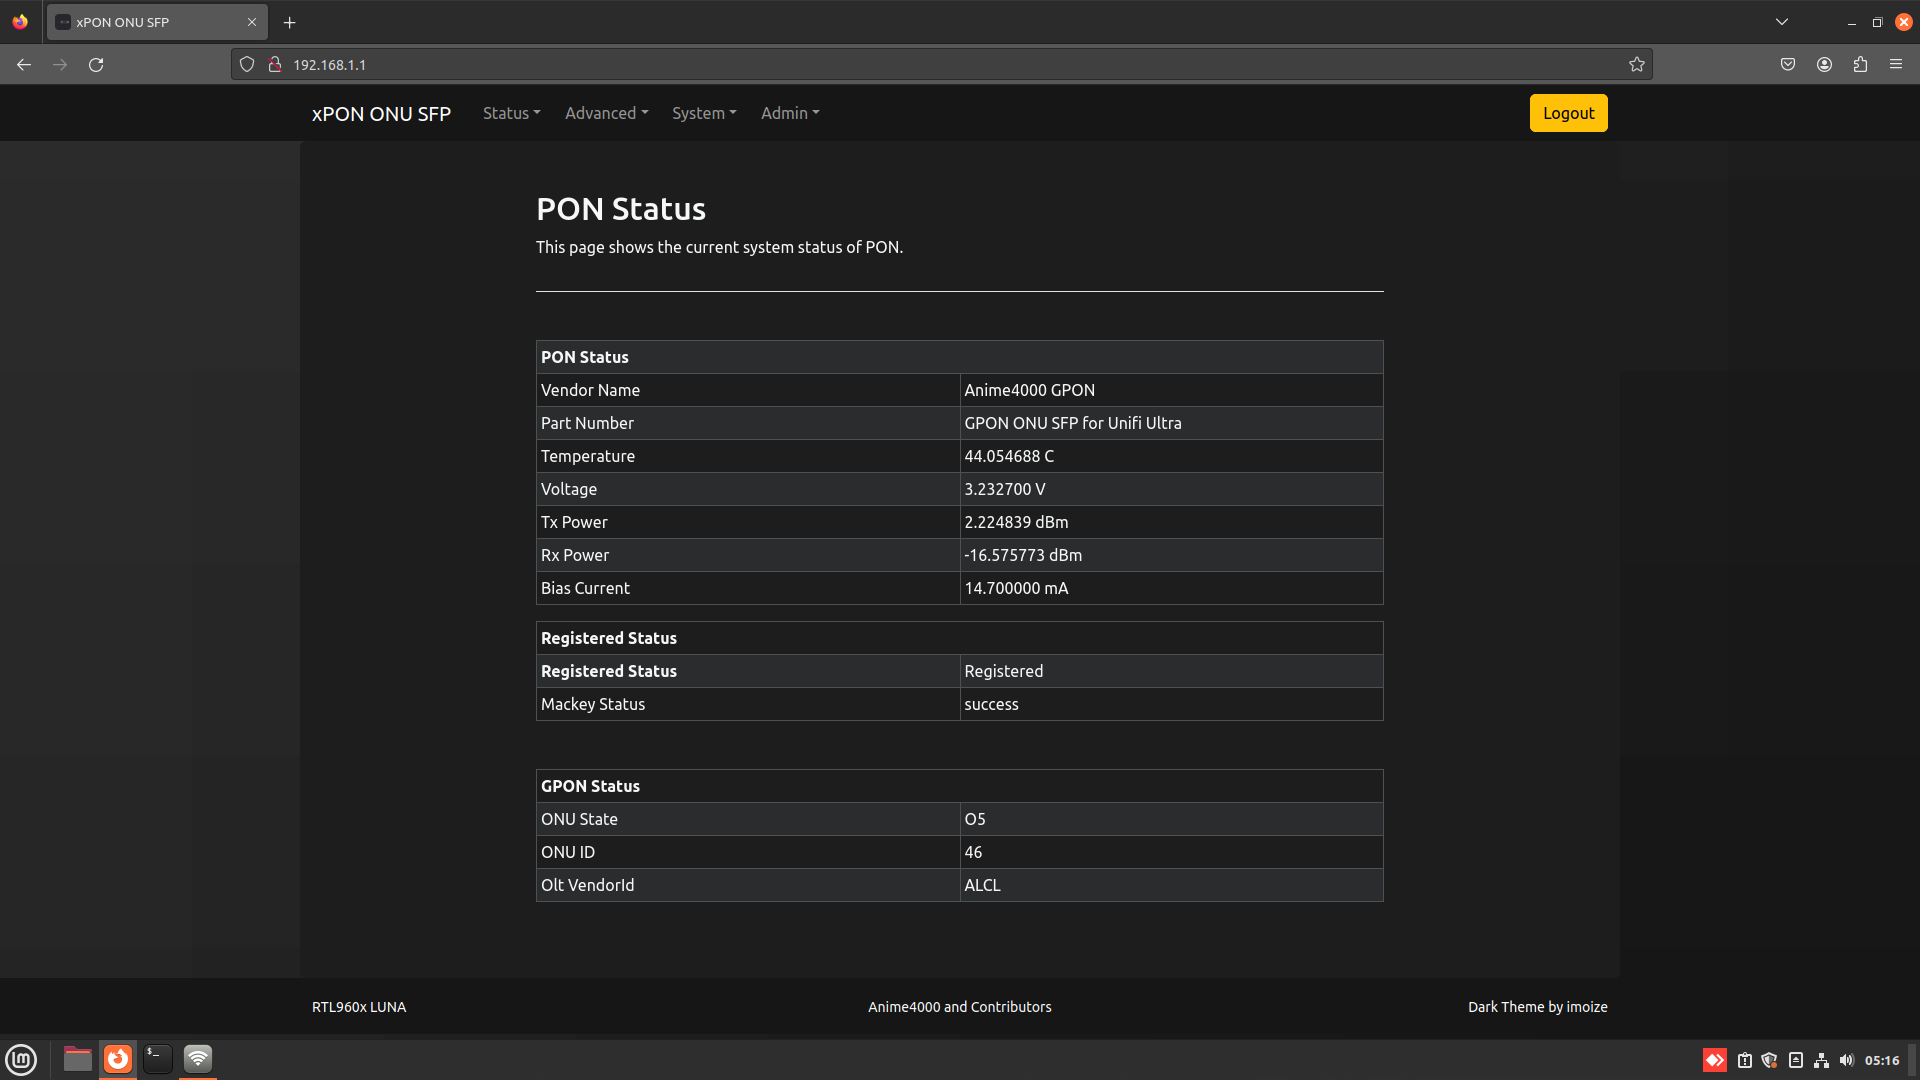 xPON ONU SFP
192.168.1.1
xPON ONU SFP Status Advanced System Admin Logout
PON Status
This page shows the current system status of PON.
PON Status
Vendor Name Anime4000 GPON
Part Number GPON ONU SFP for Unifi Ultra
Temperature 44.054688 C
Voltage 3.232700 V
Tx Power 2.224839 dBm
Rx Power -16.575773 dBm
Bias Current 14.700000 mA
Registered Status
Registered Status Registered
Mackey Status success
GPON Status
ONU State O5
ONU ID 46
Olt VendorId ALCL
RTL960x LUNA Anime4000 and Contributors Dark Theme by imoize
05:16